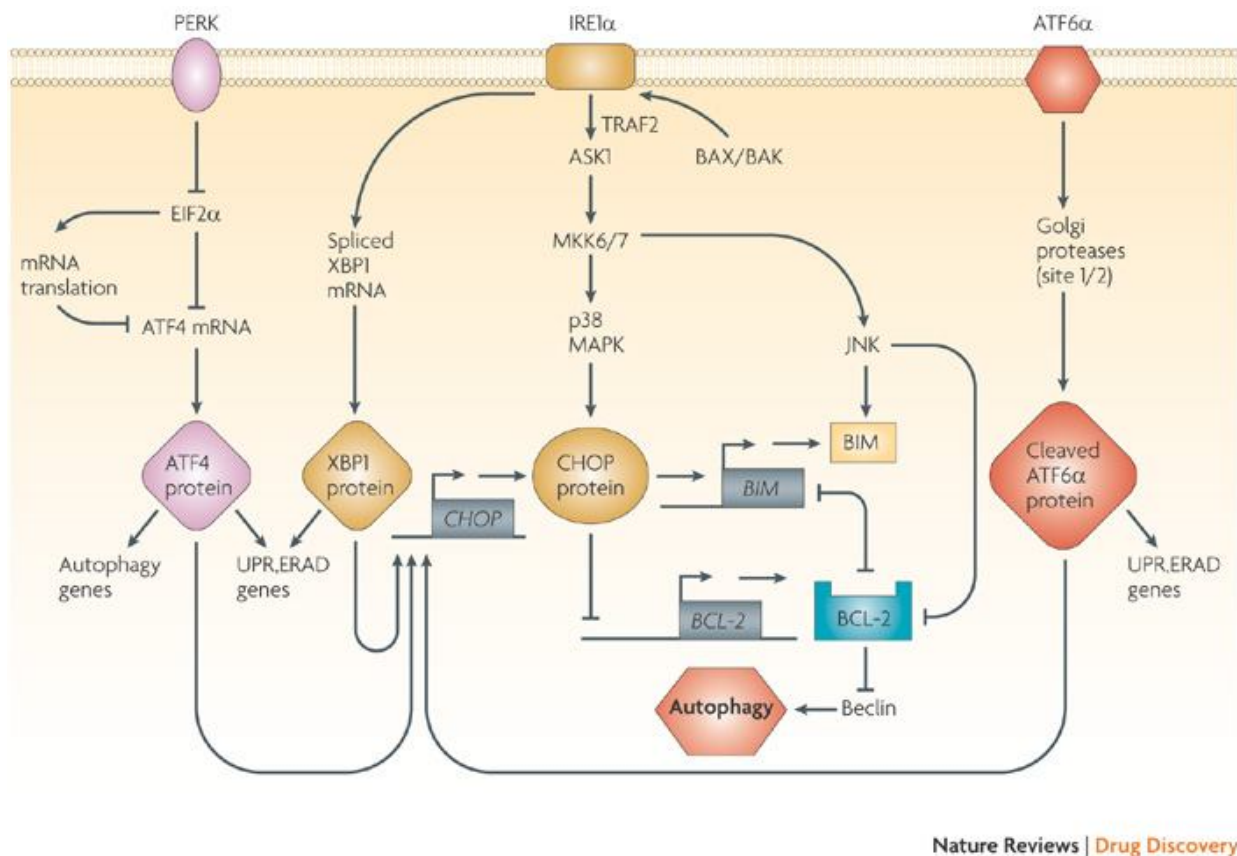 PERK
IRE1α
ATF6α
TRAF2
ASK1
BAX/BAK
EIF2α
mRNA
translation
ATF4 mRNA
Spliced
XBP1
mRNA
MKK6/7
p38
MAPK
JNK
Golgi
proteases
(site 1/2)
ATF4
protein
XBP1
protein
CHOP
CHOP
protein
BIM
BIM
Cleaved
ATF6α
protein
Autophagy
genes
UPR,ERAD
genes
UPR,ERAD
genes
BCL-2
BCL-2
Autophagy
Beclin
Nature Reviews | Drug Discovery